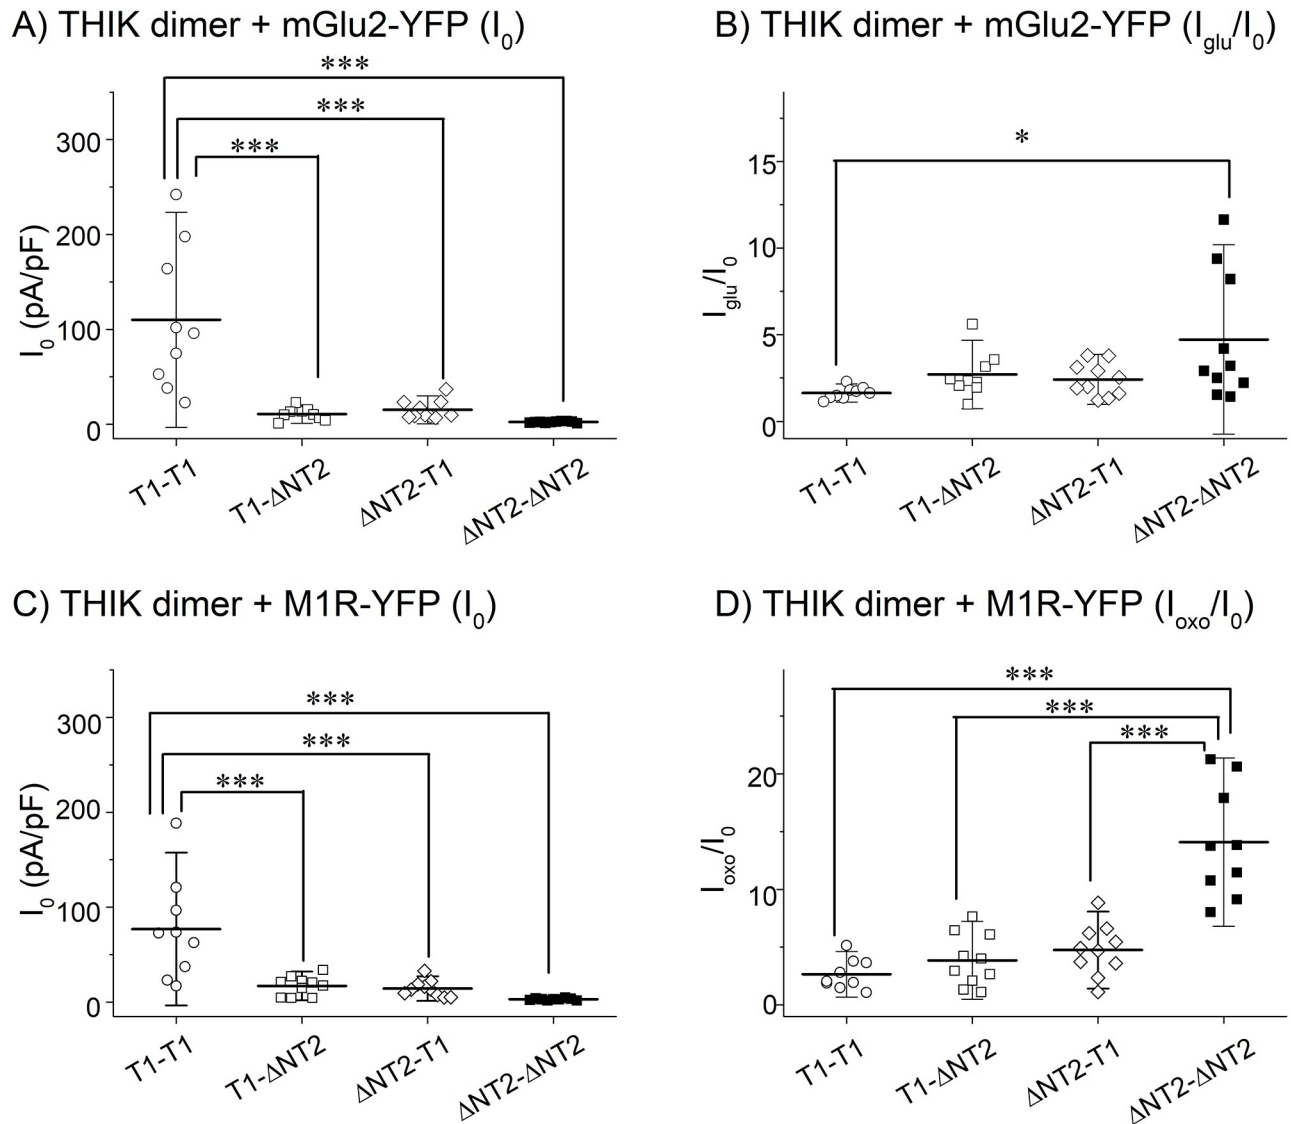 A) THIK dimer + mGlu2-YFP (I0)
***
***
***
300
200
100
0
I0 (pA/pF)
T1-T1
T1-ΔNT2
ΔNT2-T1
ΔNT2-ΔNT2
B) THIK dimer + mGlu2-YFP (Iglu/I0)
*
15
10
5
0
Iglu/I0
T1-T1
T1-ΔNT2
ΔNT2-T1
ΔNT2-ΔNT2
C) THIK dimer + M1R-YFP (I0)
***
***
***
300
200
100
0
I0 (pA/pF)
T1-T1
T1-ΔNT2
ΔNT2-T1
ΔNT2-ΔNT2
D) THIK dimer + M1R-YFP (Ioxo/I0)
***
***
***
20
10
0
Ioxo/I0
T1-T1
T1-ΔNT2
ΔNT2-T1
ΔNT2-ΔNT2